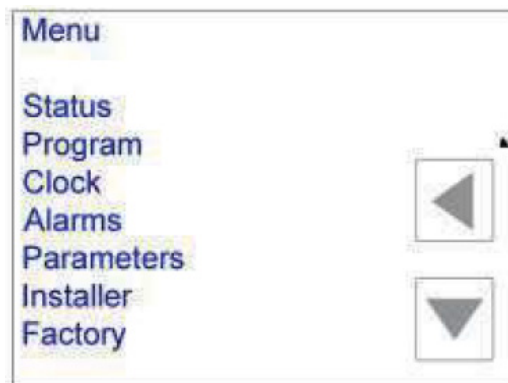 Menu
Status
Program
Clock
Alarms
Parameters
Installer
Factory